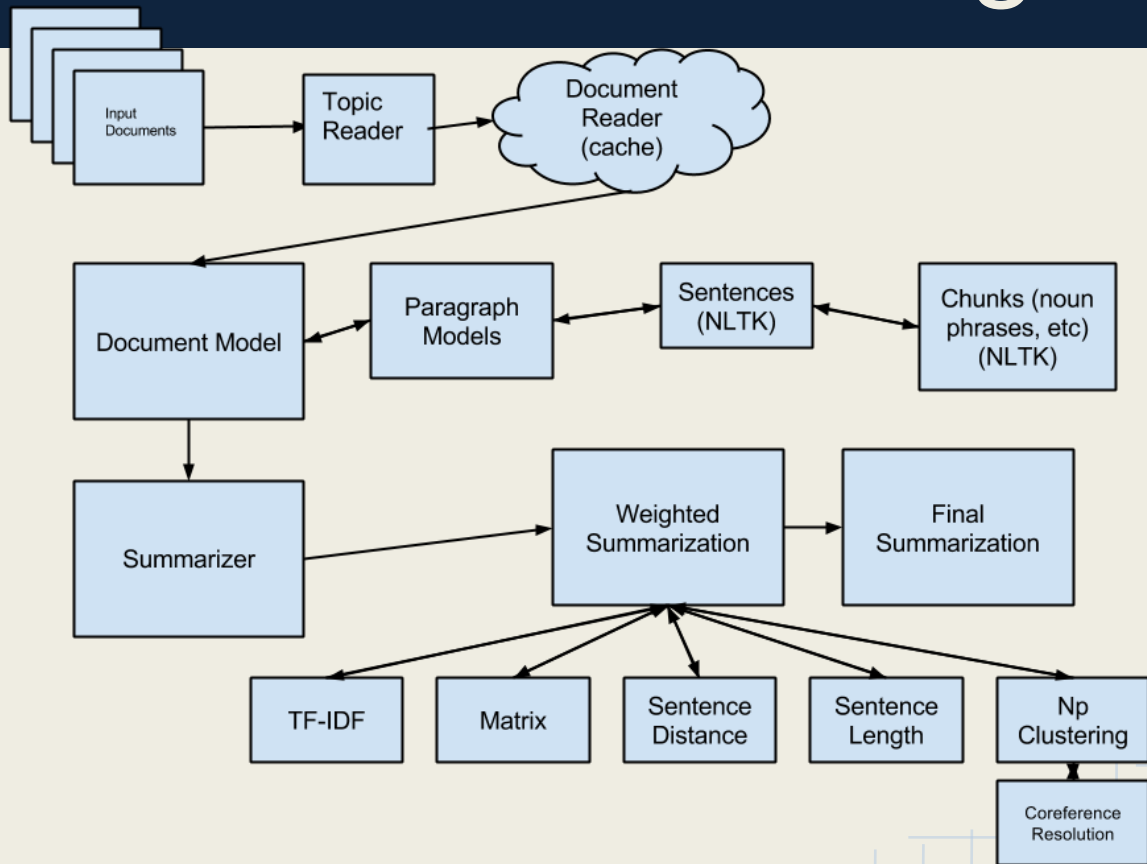 Input
Documents
Topic
Reader
Document
Reader
(cache)
Document Model
Paragraph
Models
Sentences
(NLTK)
Chunks (noun
phrases, etc)
(NLTK)
Summarizer
Weighted
Summarization
Final
Summarization
TF-IDF
Matrix
Sentence
Distance
Sentence
Length
Np
Clustering
Coreference
Resolution